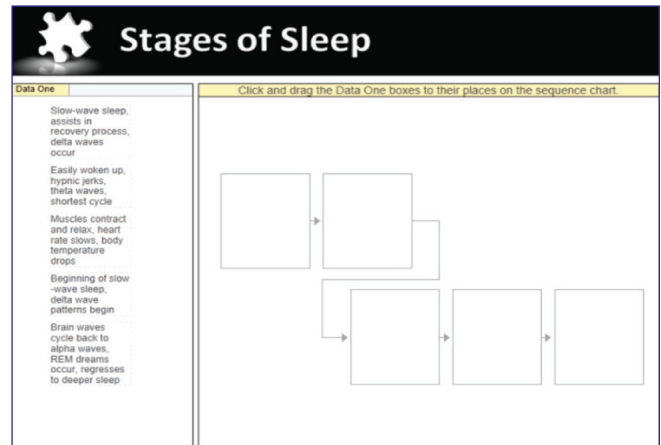 Stages of Sleep
Data One
Click and drag the Data One boxes to their places on the sequence chart.
Slow-wave sleep,
assists in
recovery process,
delta waves
occur
Easily woken up,
hypnic jerks,
theta waves,
shortest cycle
Muscles contract
and relax, heart
rate slows, body
temperature
drops
Beginning of slow
-wave sleep,
delta wave
patterns begin
Brain waves
cycle back to
alpha waves,
REM dreams
occur, regresses
to deeper sleep